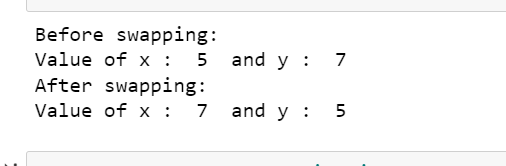 Before swapping:
Value of x :  5  and y :  7
After swapping:
Value of x :  7  and y :  5